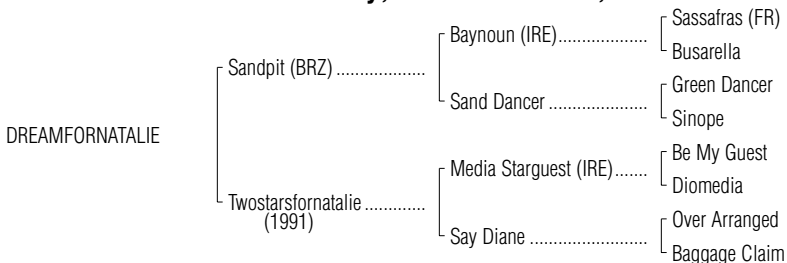 Sassafras (FR)
Baynoun (IRE)....................
Busarella
Sandpit (BRZ) ....................
Green Dancer
Sand Dancer ......................
Sinope
DREAMFORNATALIE
Be My Guest
Media Starguest (IRE).......
Diomedia
Twostarsfornatalie .............
(1991)
Over Arranged
Say Diane ..........................
Baggage Claim